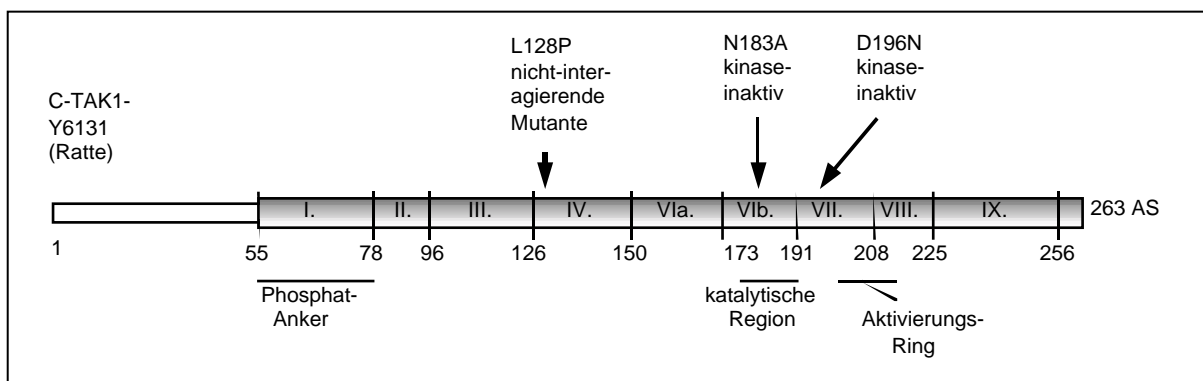 C-TAK1-
Y6131
(Ratte)
L128P
nicht-inter-
agierende
Mutante
N183A
kinase-
inaktiv
D196N
kinase-
inaktiv
I. II. III. IV. VIa. VIb. VII. VIII. IX.
263 AS
1 55 78 96 126 150 173 191 208 225 256
Phosphat-
Anker
katalytische
Region
Aktivierungs-
Ring